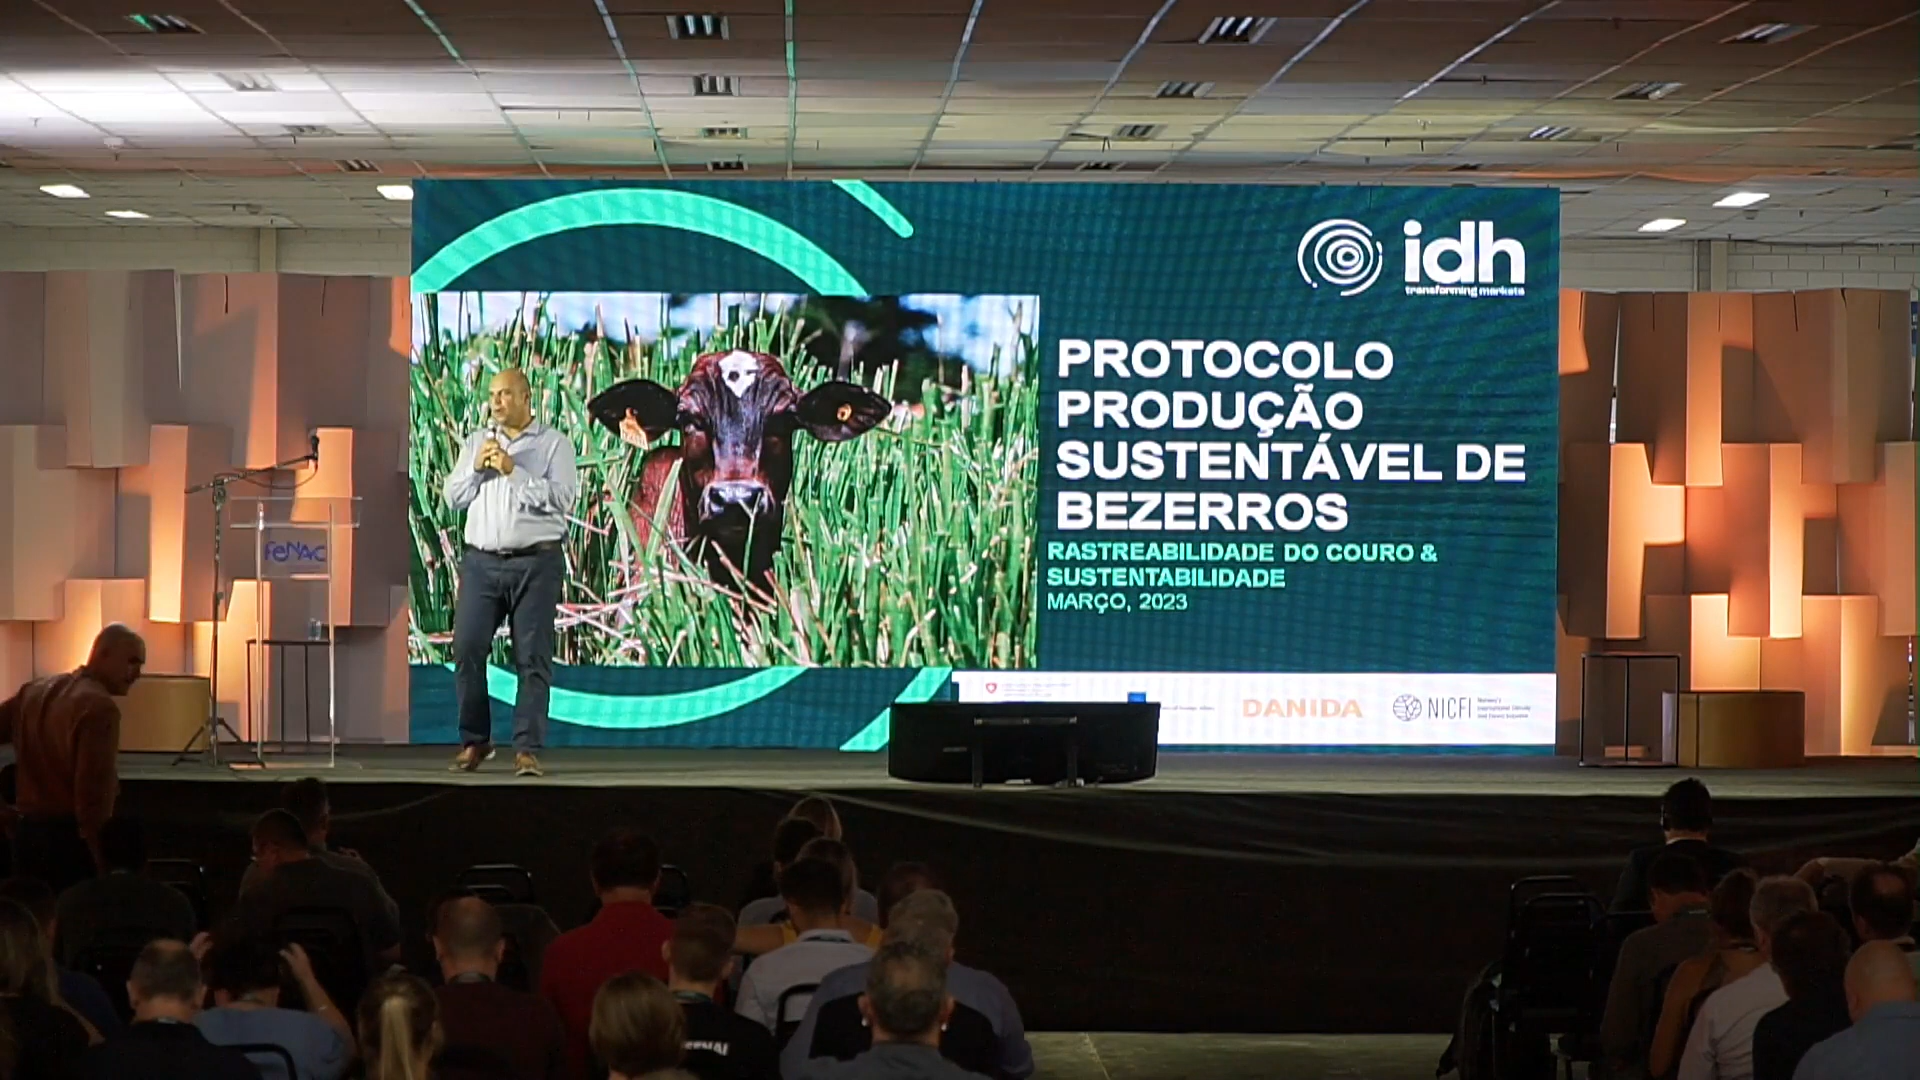 idh
transforming markets
PROTOCOLO
PRODUÇÃO
SUSTENTÁVEL DE
BEZERROS
RASTREABILIDADE DO COURO &
SUSTENTABILIDADE
MARÇO, 2023
FeNAC
DANIDA
NICFI